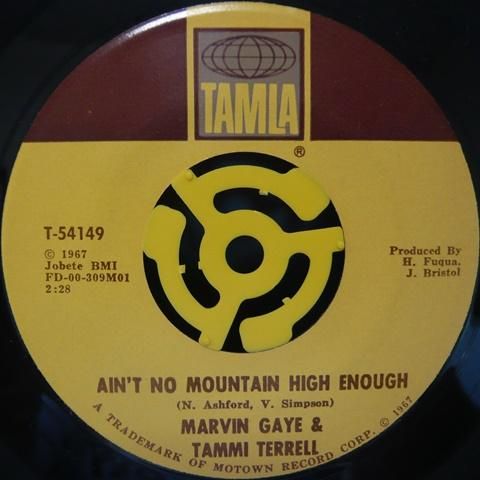 TAMLA
®
T-54149
© 1967
Jobete BMI
FD-00-309M01
2:28
Produced By
H. Fuqua,
J. Bristol
AIN'T NO MOUNTAIN HIGH ENOUGH
(N. Ashford, V. Simpson)
MARVIN GAYE &
TAMMI TERRELL
A TRADEMARK OF MOTOWN RECORD CORP. © 1967